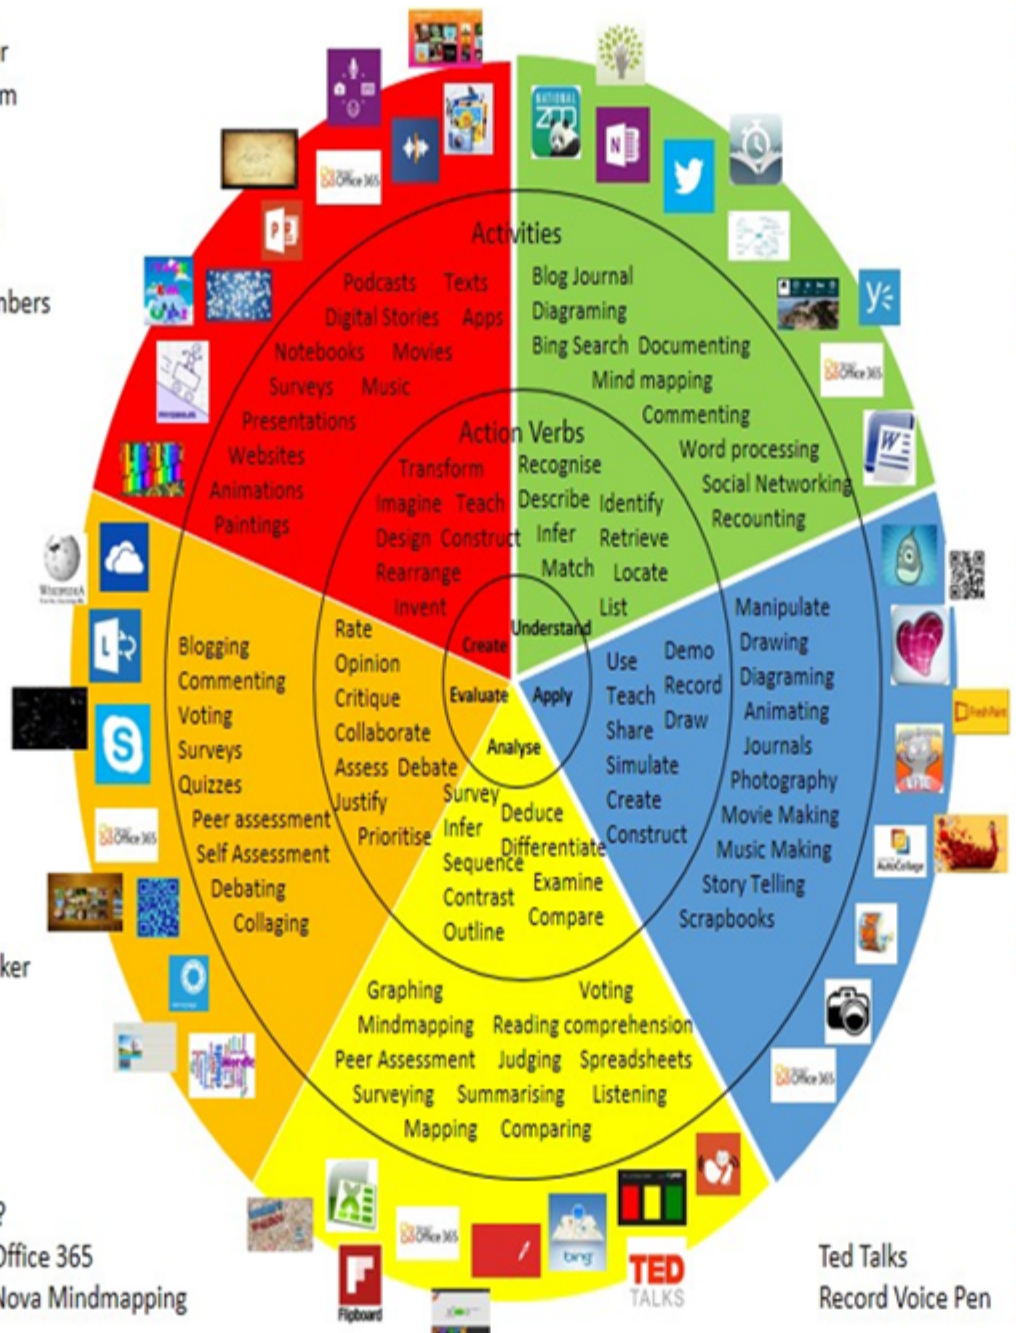 r
m
nbers
ker
?
Office 365
Nova Mindmapping
Ted Talks
Record Voice Pen
Activities
Podcasts Texts
Digital Stories Apps
Notebooks Movies
Surveys Music
Presentations
Websites
Animations
Paintings
Blog Journal
Diagraming
Bing Search Documenting
Mind mapping
Commenting
Word processing
Social Networking
Recounting
Action Verbs
Transform
Imagine Teach
Design Construct
Rearrange
Invent
Create
Recognise
Describe Identify
Infer Retrieve
Match Locate
List
Understand
Rate
Opinion
Critique
Collaborate
Assess Debate
Justify
Prioritise
Evaluate
Blogging
Commenting
Voting
Surveys
Quizzes
Peer assessment
Self Assessment
Debating
Collaging
Apply
Use Demo
Teach Record
Share Draw
Simulate
Create
Construct
Manipulate
Drawing
Diagraming
Animating
Journals
Photography
Movie Making
Music Making
Story Telling
Scrapbooks
Analyse
Survey Deduce
Infer Differentiate
Sequence
Contrast Examine
Outline Compare
Graphing Voting
Mindmapping Reading comprehension
Peer Assessment Judging Spreadsheets
Surveying Summarising Listening
Mapping Comparing
NATIONAL
ZOO
N
Office 365
P
Office 365
W
WIKIPEDIA
L
S
Office 365
Wordle
FreshPaint
AutoCollage
Office 365
X
Office 365
bing
Flipboard
TED
TALKS